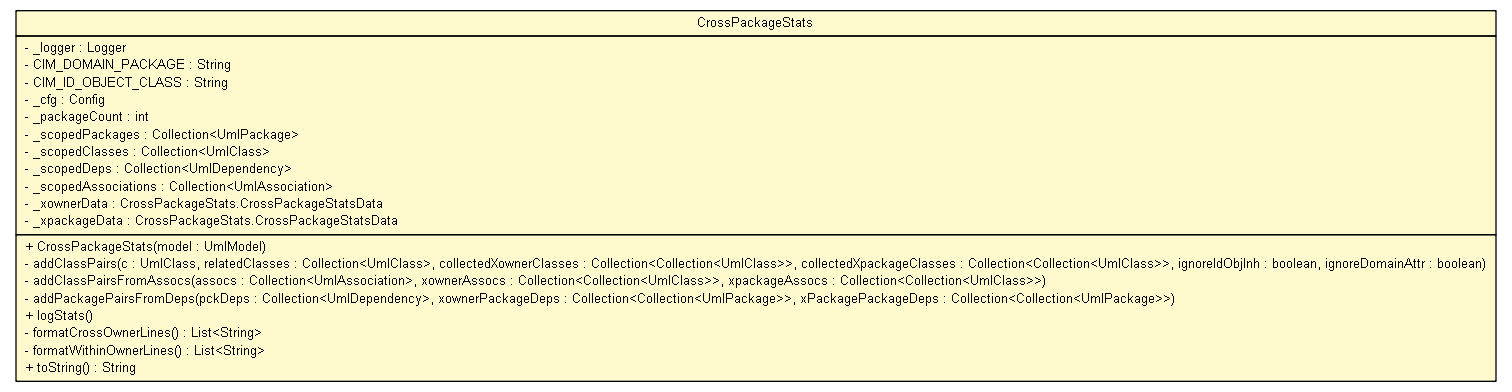 CrossPackageStats
- _logger : Logger
- CIM_DOMAIN_PACKAGE : String
- CIM_ID_OBJECT_CLASS : String
- _cfg : Config
- _packageCount : int
- _scopedPackages : Collection<UmlPackage>
- _scopedClasses : Collection<UmlClass>
- _scopedDeps : Collection<UmlDependency>
- _scopedAssociations : Collection<UmlAssociation>
- _xownerData : CrossPackageStats.CrossPackageStatsData
- _xpackageData : CrossPackageStats.CrossPackageStatsData
+ CrossPackageStats(model : UmlModel)
- addClassPairs(c : UmlClass, relatedClasses : Collection<UmlClass>, collectedXownerClasses : Collection<Collection<UmlClass>>, collectedXpackageClasses : Collection<Collection<UmlClass>>, ignoreIdObjInh : boolean, ignoreDomainAttr : boolean)
- addClassPairsFromAssocs(assocs : Collection<UmlAssociation>, xownerAssocs : Collection<Collection<UmlClass>>, xpackageAssocs : Collection<Collection<UmlClass>>)
- addPackagePairsFromDeps(pckDeps : Collection<UmlDependency>, xownerPackageDeps : Collection<Collection<UmlPackage>>, xPackagePackageDeps : Collection<Collection<UmlPackage>>)
+ logStats()
- formatCrossOwnerLines() : List<String>
- formatWithinOwnerLines() : List<String>
+ toString() : String